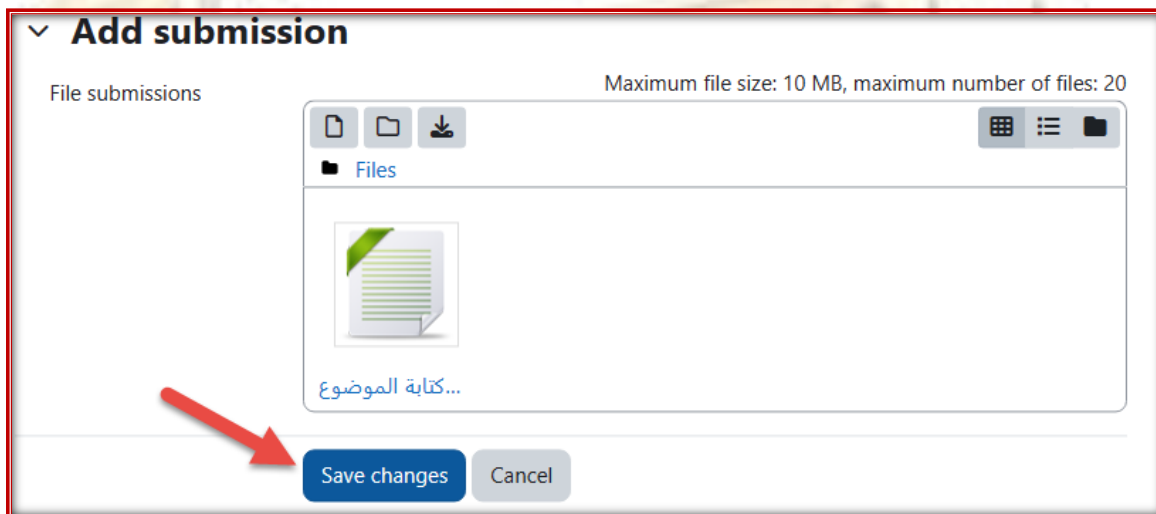 Add submission
File submissions
Maximum file size: 10 MB, maximum number of files: 20
Files
كتابة الموضوع...
Save changes
Cancel